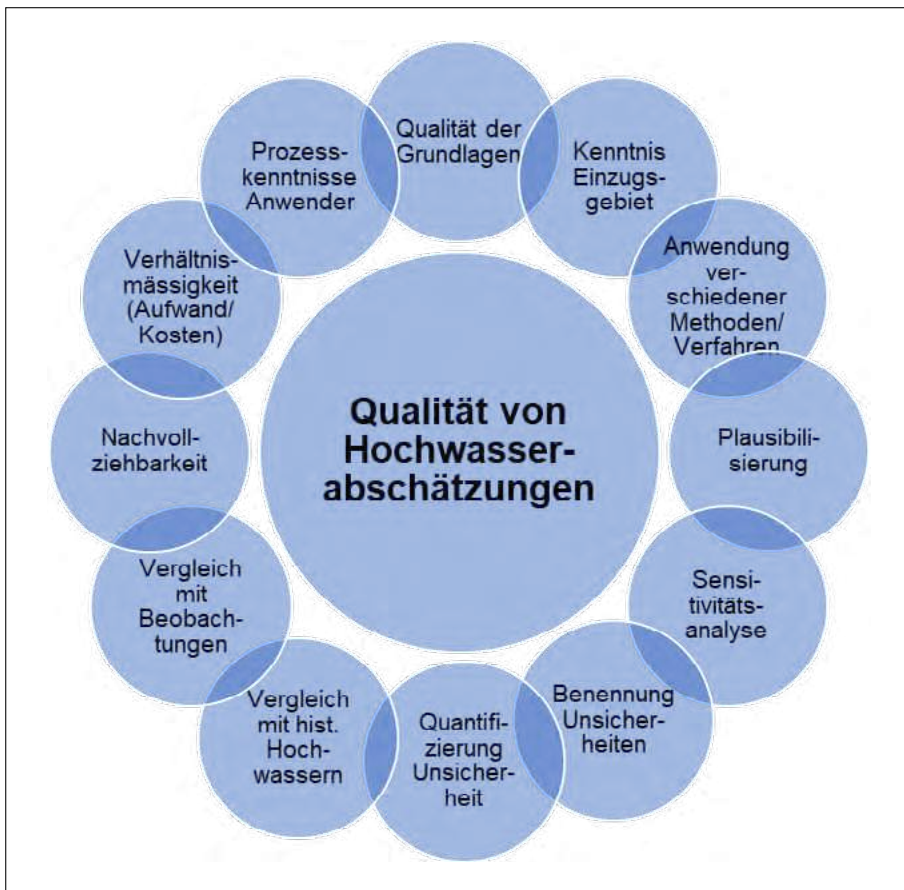 Qualität der
Grundlagen
Kenntnis
Einzugs-
gebiet
Anwendung
ver-
schiedener
Methoden/
Verfahren
Plausibili-
sierung
Sensi-
tivitäts-
analyse
Benennung
Unsicher-
heiten
Quantifi-
zierung
Unsicher-
heit
Vergleich
mit hist.
Hoch-
wassern
Vergleich
mit
Beobach-
tungen
Nachvoll-
ziehbarkeit
Verhältnis-
mässigkeit
(Aufwand/
Kosten)
Prozess-
kenntnisse
Anwender
Qualität von
Hochwasser-
abschätzungen